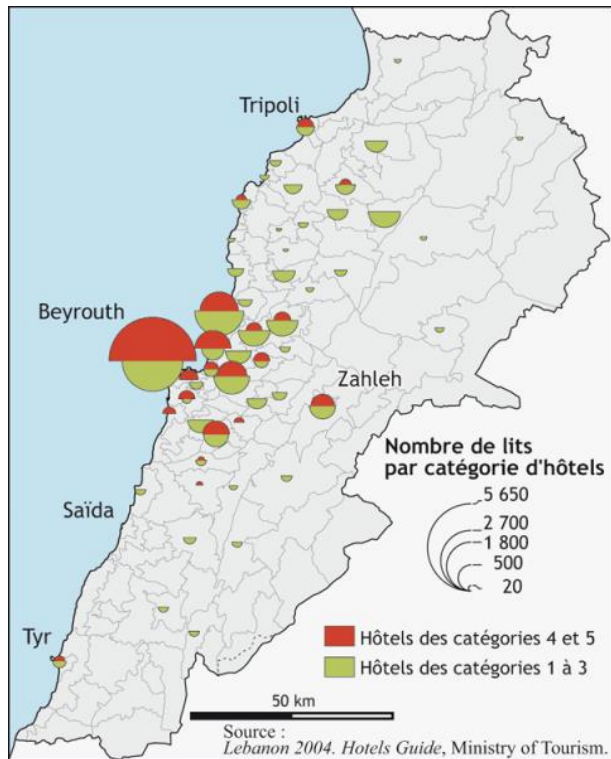 Tripoli
Beyrouth
Zahleh
Nombre de lits
par catégorie d'hôtels
5 650
2 700
1 800
500
20
Saïda
Tyr
Hôtels des catégories 4 et 5
Hôtels des catégories 1 à 3
50 km
Source :
Lebanon 2004. Hotels Guide, Ministry of Tourism.